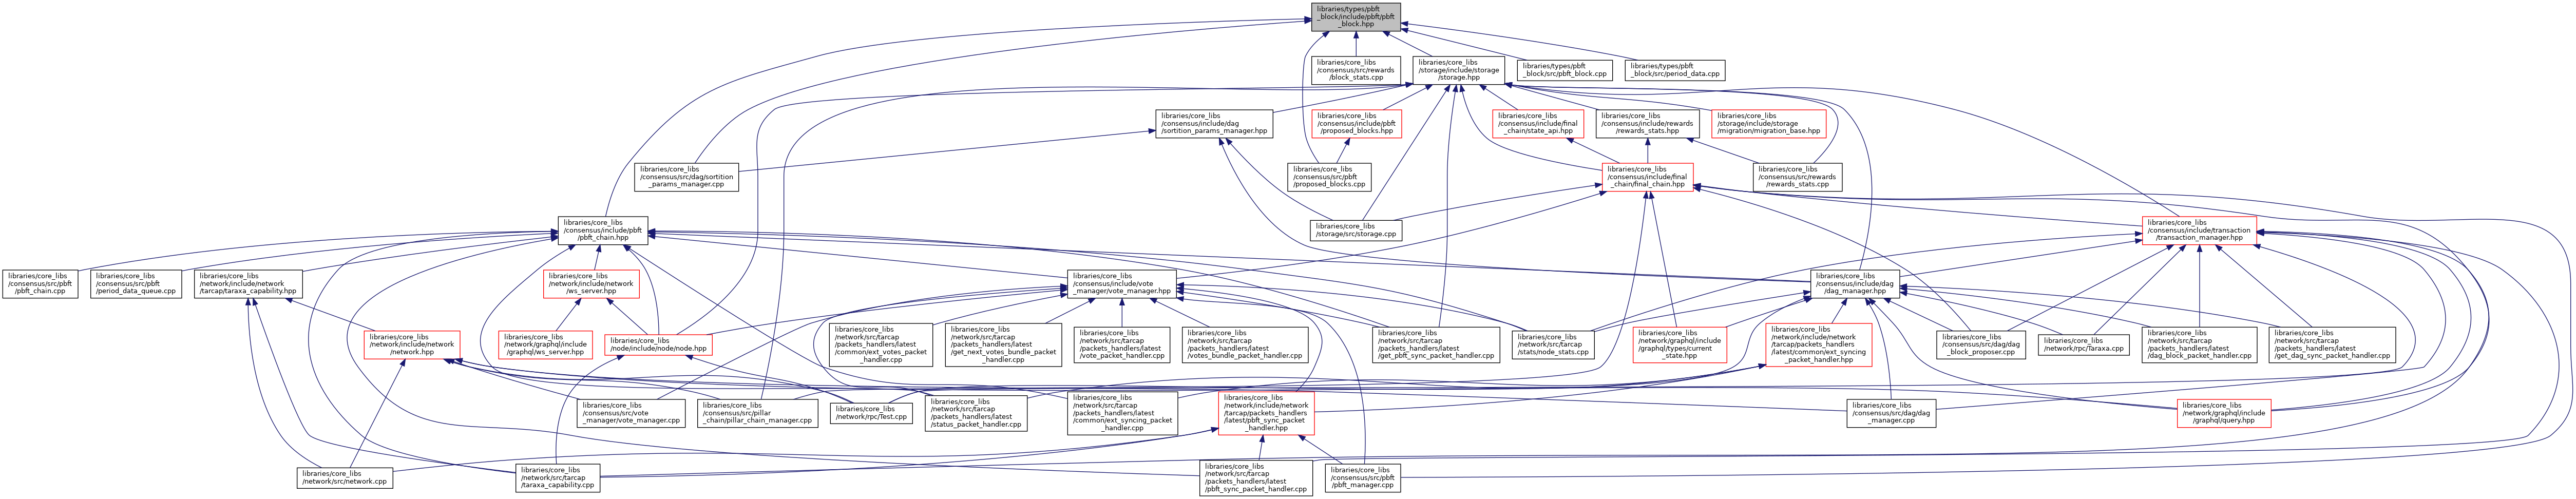 libraries/types/pbft
_block/include/pbft/pbft
_block.hpp
libraries/core_libs
/consensus/src/rewards
/block_stats.cpp
libraries/core_libs
/storage/include/storage
/storage.hpp
libraries/types/pbft
_block/src/pbft_block.cpp
libraries/types/pbft
_block/src/period_data.cpp
libraries/core_libs
/consensus/include/dag
/sortition_params_manager.hpp
libraries/core_libs
/consensus/include/pbft
/proposed_blocks.hpp
libraries/core_libs
/consensus/include/final
_chain/state_api.hpp
libraries/core_libs
/consensus/include/rewards
/rewards_stats.hpp
libraries/core_libs
/storage/include/storage
/migration/migration_base.hpp
libraries/core_libs
/consensus/src/dag/sortition
_params_manager.cpp
libraries/core_libs
/consensus/src/pbft
/proposed_blocks.cpp
libraries/core_libs
/consensus/include/final
_chain/final_chain.hpp
libraries/core_libs
/consensus/src/rewards
/rewards_stats.cpp
libraries/core_libs
/consensus/include/pbft
/pbft_chain.hpp
libraries/core_libs
/storage/src/storage.cpp
libraries/core_libs
/consensus/include/transaction
/transaction_manager.hpp
libraries/core_libs
/consensus/src/pbft
/pbft_chain.cpp
libraries/core_libs
/consensus/src/pbft
/period_data_queue.cpp
libraries/core_libs
/network/include/network
/tarcap/taraxa_capability.hpp
libraries/core_libs
/network/include/network
/ws_server.hpp
libraries/core_libs
/consensus/include/vote
_manager/vote_manager.hpp
libraries/core_libs
/consensus/include/dag
/dag_manager.hpp
libraries/core_libs
/network/include/network
/network.hpp
libraries/core_libs
/network/graphql/include
/graphql/ws_server.hpp
libraries/core_libs
/node/include/node/node.hpp
libraries/core_libs
/network/src/tarcap
/packets_handlers/latest
/common/ext_votes_packet
_handler.cpp
libraries/core_libs
/network/src/tarcap
/packets_handlers/latest
/get_next_votes_bundle_packet
_handler.cpp
libraries/core_libs
/network/src/tarcap
/packets_handlers/latest
/vote_packet_handler.cpp
libraries/core_libs
/network/src/tarcap
/packets_handlers/latest
/votes_bundle_packet_handler.cpp
libraries/core_libs
/network/src/tarcap
/packets_handlers/latest
/get_pbft_sync_packet_handler.cpp
libraries/core_libs
/network/src/tarcap
/stats/node_stats.cpp
libraries/core_libs
/network/graphql/include
/graphql/types/current
_state.hpp
libraries/core_libs
/network/include/network
/tarcap/packets_handlers
/latest/common/ext_syncing
_packet_handler.hpp
libraries/core_libs
/consensus/src/dag/dag
_block_proposer.cpp
libraries/core_libs
/network/rpc/Taraxa.cpp
libraries/core_libs
/network/src/tarcap
/packets_handlers/latest
/dag_block_packet_handler.cpp
libraries/core_libs
/network/src/tarcap
/packets_handlers/latest
/get_dag_sync_packet_handler.cpp
libraries/core_libs
/consensus/src/vote
_manager/vote_manager.cpp
libraries/core_libs
/consensus/src/pillar
_chain/pillar_chain_manager.cpp
libraries/core_libs
/network/rpc/Test.cpp
libraries/core_libs
/network/src/tarcap
/packets_handlers/latest
/status_packet_handler.cpp
libraries/core_libs
/network/src/tarcap
/packets_handlers/latest
/common/ext_syncing_packet
_handler.cpp
libraries/core_libs
/network/include/network
/tarcap/packets_handlers
/latest/pbft_sync_packet
_handler.hpp
libraries/core_libs
/consensus/src/dag/dag
_manager.cpp
libraries/core_libs
/network/graphql/include
/graphql/query.hpp
libraries/core_libs
/network/src/network.cpp
libraries/core_libs
/network/src/tarcap
/taraxa_capability.cpp
libraries/core_libs
/network/src/tarcap
/packets_handlers/latest
/pbft_sync_packet_handler.cpp
libraries/core_libs
/consensus/src/pbft
/pbft_manager.cpp